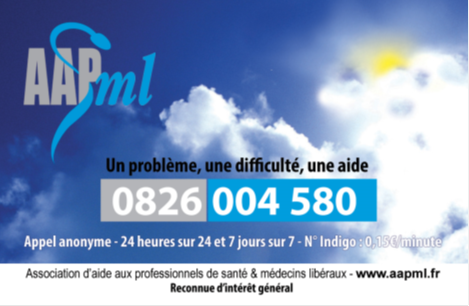 AAPml
Un problème, une difficulté, une aide
0826 004 580
Appel anonyme - 24 heures sur 24 et 7 jours sur 7 - N° Indigo : 0,15€/minute
Association d'aide aux professionnels de santé & médecins libéraux - www.aapml.fr
Reconnue d'intérêt général